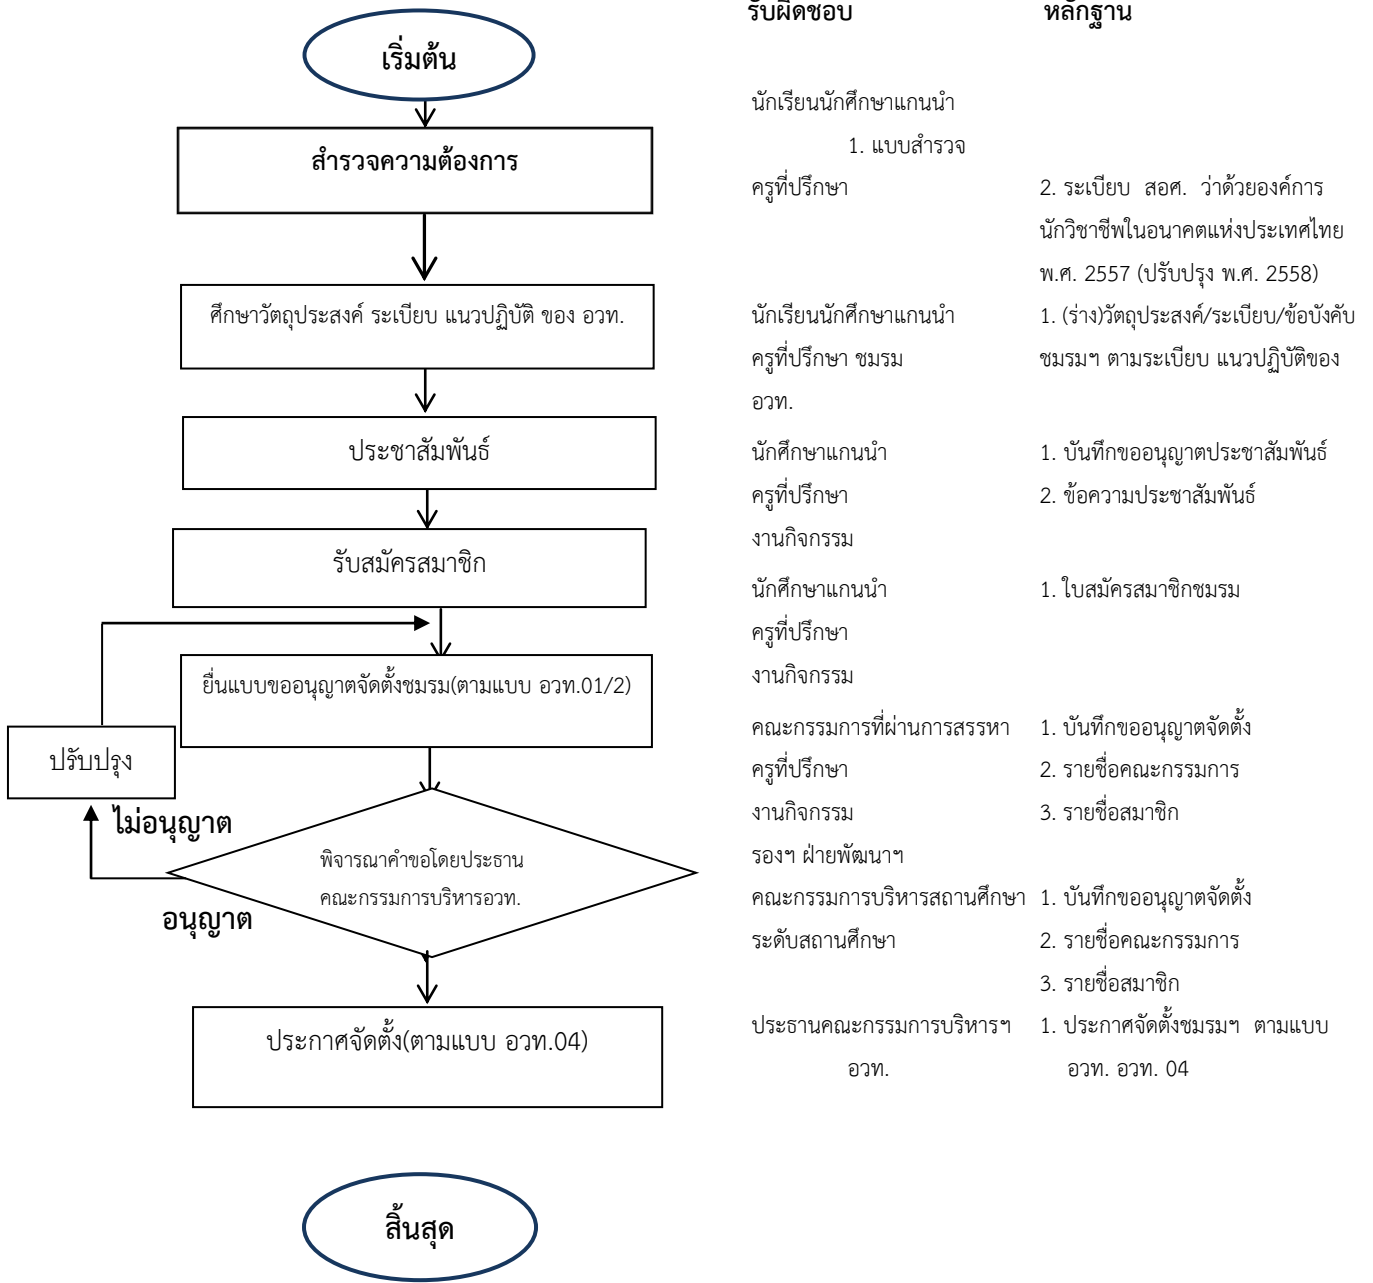 รับผิดชอบ หลักฐาน
เริ่มต้น
นักเรียนนักศึกษาแกนนำ
1. แบบสำรวจ
สำรวจความต้องการ
ครูที่ปรึกษา 2. ระเบียบ สอศ. ว่าด้วยองค์การ
นักวิชาชีพในอนาคตแห่งประเทศไทย
พ.ศ. 2557 (ปรับปรุง พ.ศ. 2558)
ศึกษาวัตถุประสงค์ ระเบียบ แนวปฏิบัติ ของ อวท.
นักเรียนนักศึกษาแกนนำ 1. (ร่าง)วัตถุประสงค์/ระเบียบ/ข้อบังคับ
ครูที่ปรึกษา ชมรม ชมรมฯ ตามระเบียบ แนวปฏิบัติของ
อวท.
ประชาสัมพันธ์
นักศึกษาแกนนำ 1. บันทึกขออนุญาตประชาสัมพันธ์
ครูที่ปรึกษา 2. ข้อความประชาสัมพันธ์
งานกิจกรรม
รับสมัครสมาชิก
นักศึกษาแกนนำ 1. ใบสมัครสมาชิกชมรม
ครูที่ปรึกษา
งานกิจกรรม
ยื่นแบบขออนุญาตจัดตั้งชมรม(ตามแบบ อวท.01/2)
คณะกรรมการที่ผ่านการสรรหา 1. บันทึกขออนุญาตจัดตั้ง
ปรับปรุง
ครูที่ปรึกษา 2. รายชื่อคณะกรรมการ
งานกิจกรรม 3. รายชื่อสมาชิก
ไม่อนุญาต
รองฯ ฝ่ายพัฒนาฯ
พิจารณาคำขอโดยประธาน
คณะกรรมการบริหารอวท.
คณะกรรมการบริหารสถานศึกษา 1. บันทึกขออนุญาตจัดตั้ง
อนุญาต
ระดับสถานศึกษา 2. รายชื่อคณะกรรมการ
3. รายชื่อสมาชิก
ประกาศจัดตั้ง(ตามแบบ อวท.04)
ประธานคณะกรรมการบริหารฯ 1. ประกาศจัดตั้งชมรมฯ ตามแบบ
อวท. อวท. อวท. 04
สิ้นสุด